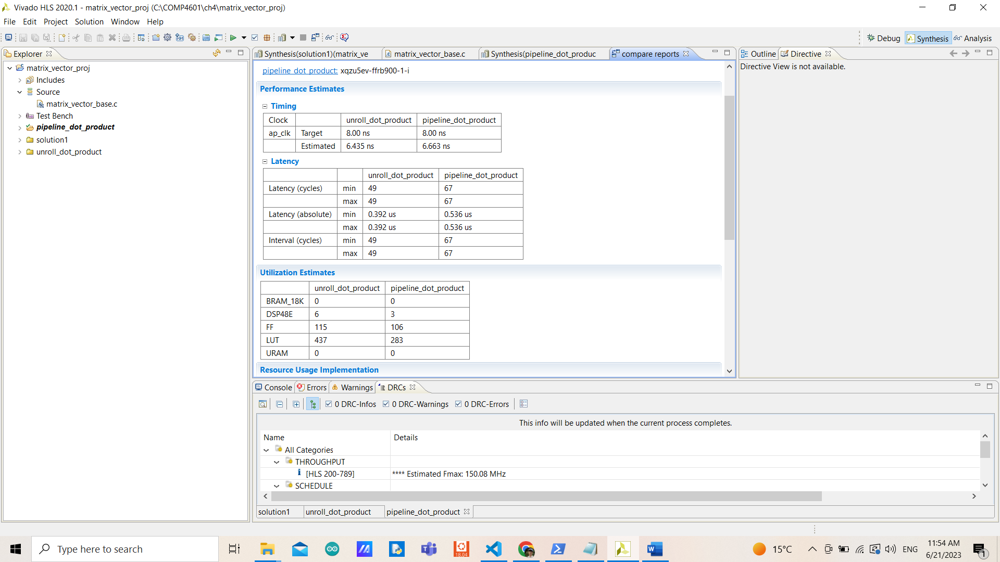 Vivado HLS 2020.1 - matrix_vector_proj (C:\COMP4601\ch4\matrix_vector_proj)
File Edit Project Solution Window Help
Debug Synthesis Analysis
Explorer
matrix_vector_proj
Includes
Source
matrix_vector_base.c
Test Bench
pipeline_dot_product
solution1
unroll_dot_product
Synthesis(solution1)(matrix_ve matrix_vector_base.c Synthesis(pipeline_dot_produc compare reports
pipeline_dot_product: xqzu5ev-ffrb900-1-i
Performance Estimates
Timing
Clock unroll_dot_product pipeline_dot_product
ap_clk Target 8.00 ns 8.00 ns
Estimated 6.435 ns 6.663 ns
Latency
unroll_dot_product pipeline_dot_product
Latency (cycles) min 49 67
max 49 67
Latency (absolute) min 0.392 us 0.536 us
max 0.392 us 0.536 us
Interval (cycles) min 49 67
max 49 67
Utilization Estimates
unroll_dot_product pipeline_dot_product
BRAM_18K 0 0
DSP48E 6 3
FF 115 106
LUT 437 283
URAM 0 0
Resource Usage Implementation
Outline Directive
Directive View is not available.
Console Errors Warnings DRCs
0 DRC-Infos 0 DRC-Warnings 0 DRC-Errors
This info will be updated when the current process completes.
Name Details
All Categories
THROUGHPUT
[HLS 200-789] **** Estimated Fmax: 150.08 MHz
SCHEDULE
solution1 unroll_dot_product pipeline_dot_product
Type here to search
18.04
15°C
ENG
11:54 AM
6/21/2023
1